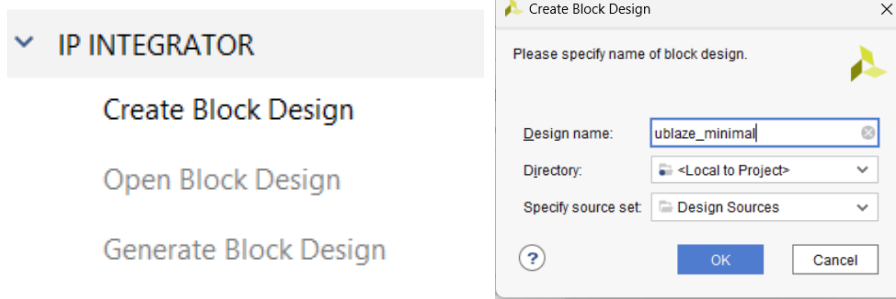 IP INTEGRATOR
Create Block Design
Open Block Design
Generate Block Design
Create Block Design
Please specify name of block design.
Design name: ublaze_minimal
Directory: <Local to Project>
Specify source set: Design Sources
? OK Cancel